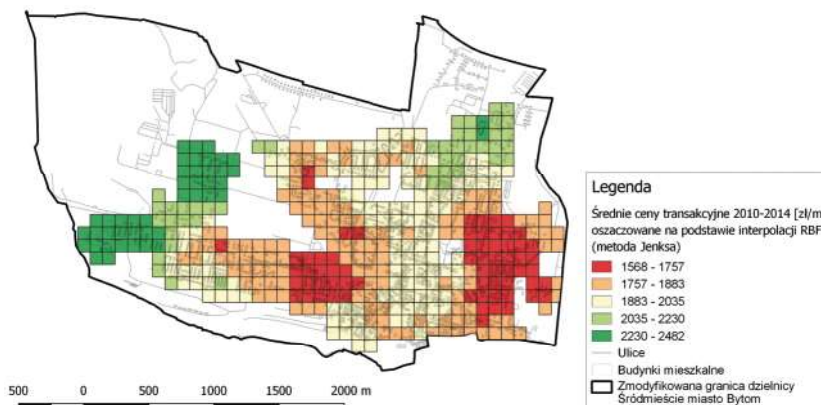 Legenda
Średnie ceny transakcyjne 2010-2014 [zł/m
oszaczowane na podstawie interpolacji RBF
(metoda Jenksa)
1568 - 1757
1757 - 1883
1883 - 2035
2035 - 2230
2230 - 2482
Ulice
Budynki mieszkalne
Zmodyfikowana granica dzielnicy
Śródmieście miasto Bytom
500 0 500 1000 1500 2000 m